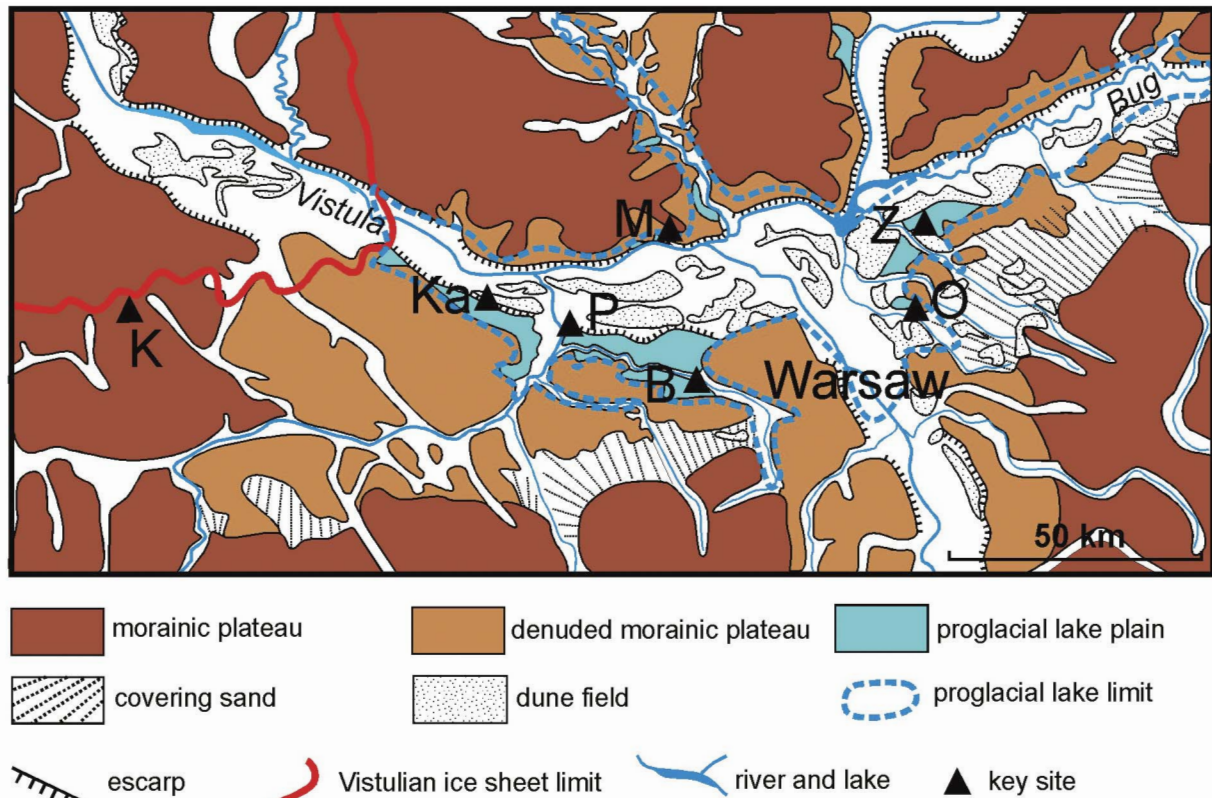 Bug
Vistula
M
Z
Ka
P
O
K
B
Warsaw
50 km
morainic plateau
denuded morainic plateau
proglacial lake plain
covering sand
dune field
proglacial lake limit
escarp
Vistulian ice sheet limit
river and lake
key site